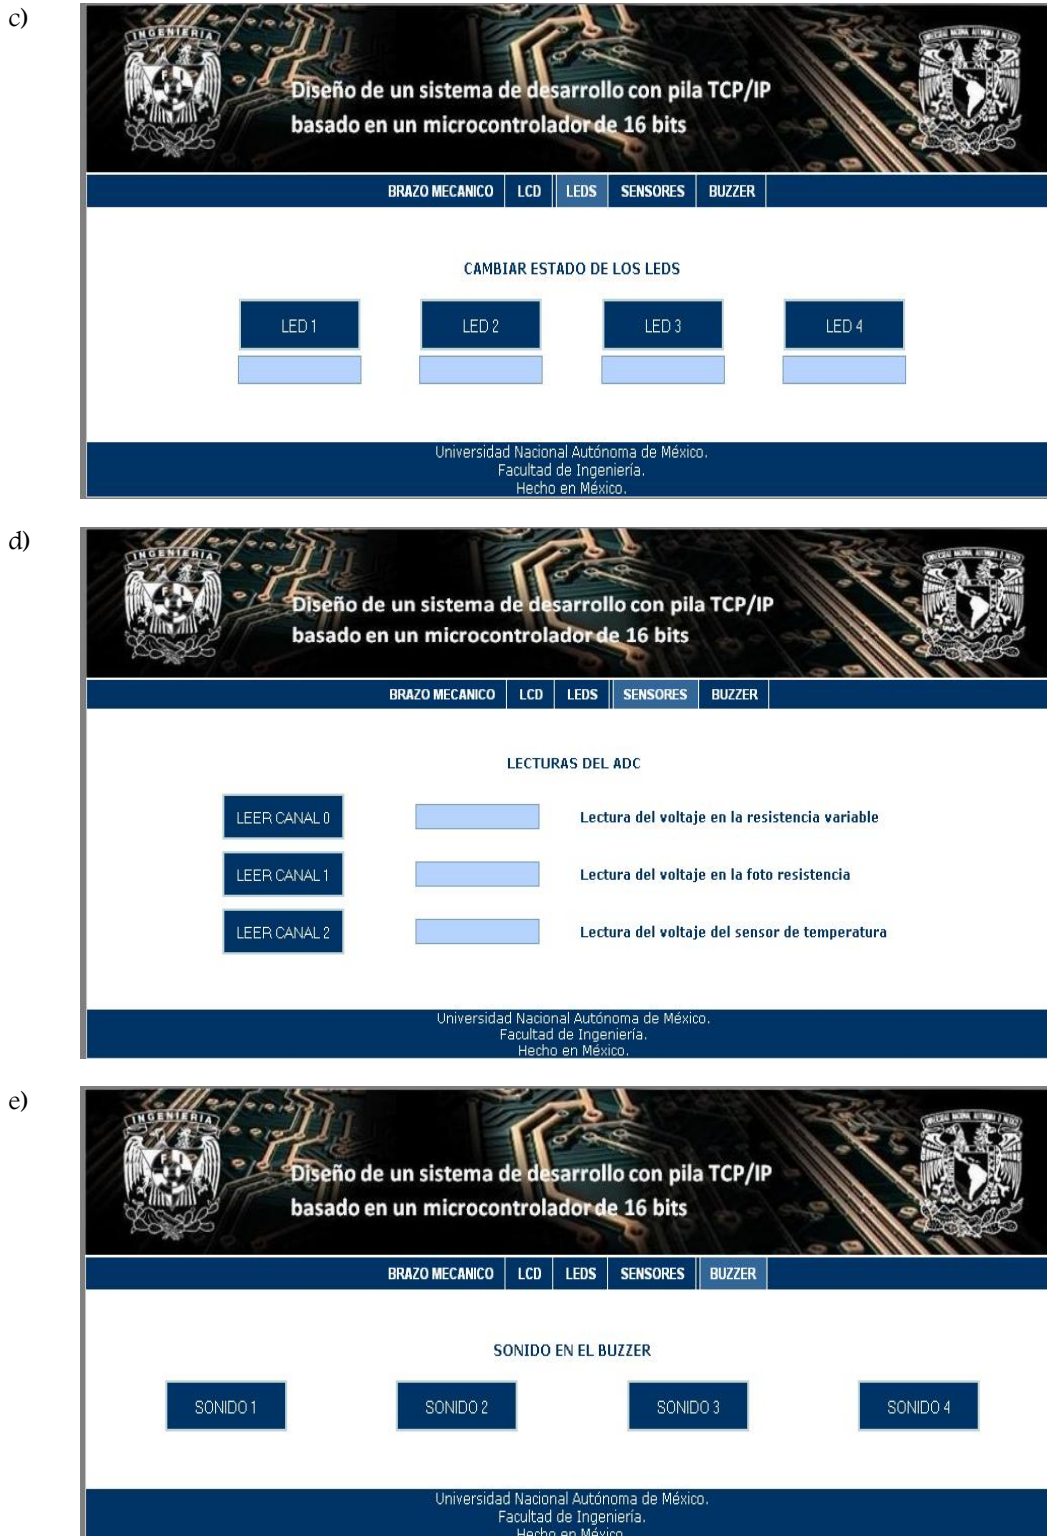 c)
INGENIERIA
Diseño de un sistema de desarrollo con pila TCP/IP
basado en un microcontrolador de 16 bits
BRAZO MECANICO LCD LEDS SENSORES BUZZER
CAMBIAR ESTADO DE LOS LEDS
LED 1 LED 2 LED 3 LED 4
Universidad Nacional Autónoma de México.
Facultad de Ingeniería.
Hecho en México.
d)
INGENIERIA
Diseño de un sistema de desarrollo con pila TCP/IP
basado en un microcontrolador de 16 bits
BRAZO MECANICO LCD LEDS SENSORES BUZZER
LECTURAS DEL ADC
LEER CANAL 0 Lectura del voltaje en la resistencia variable
LEER CANAL 1 Lectura del voltaje en la foto resistencia
LEER CANAL 2 Lectura del voltaje del sensor de temperatura
Universidad Nacional Autónoma de México.
Facultad de Ingeniería.
Hecho en México.
e)
INGENIERIA
Diseño de un sistema de desarrollo con pila TCP/IP
basado en un microcontrolador de 16 bits
BRAZO MECANICO LCD LEDS SENSORES BUZZER
SONIDO EN EL BUZZER
SONIDO 1 SONIDO 2 SONIDO 3 SONIDO 4
Universidad Nacional Autónoma de México.
Facultad de Ingeniería.
Hecho en México.